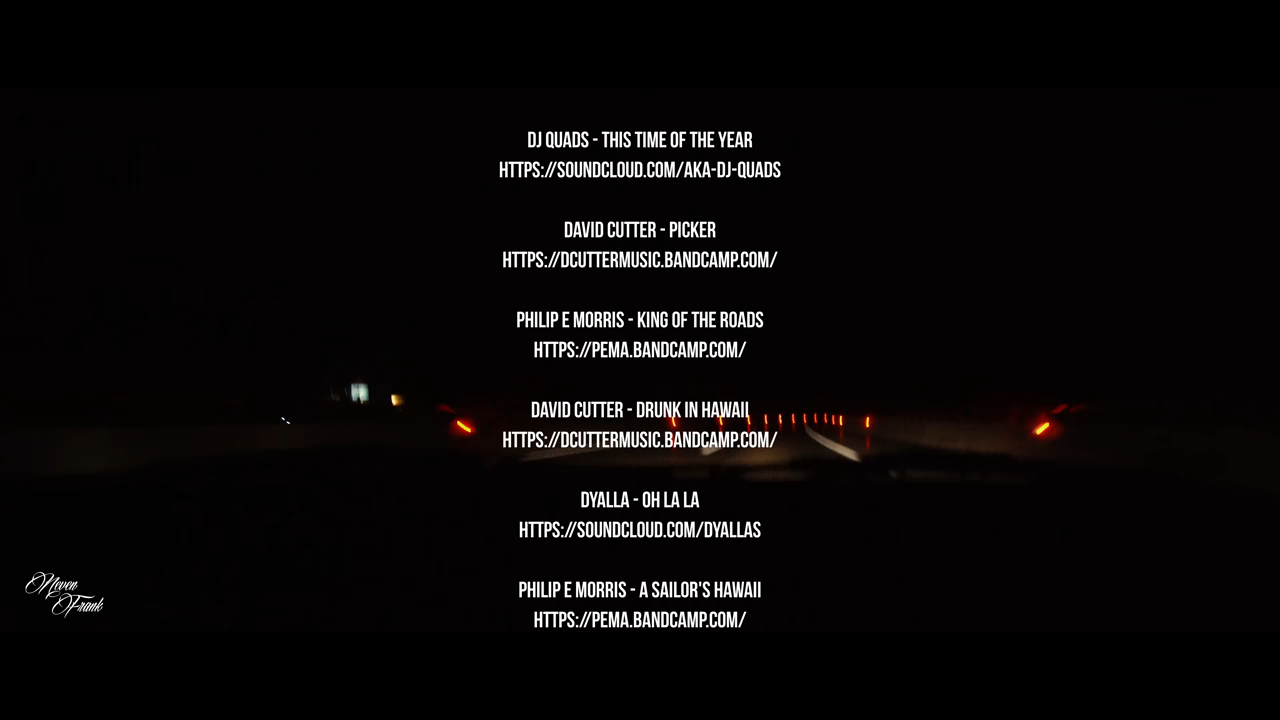 DJ QUADS - THIS TIME OF THE YEAR
HTTPS://SOUNDCLOUD.COM/AKA-DJ-QUADS
DAVID CUTTER - PICKER
HTTPS://DCUTTERMUSIC.BANDCAMP.COM/
PHILIP E MORRIS - KING OF THE ROADS
HTTPS://PEMA.BANDCAMP.COM/
DAVID CUTTER - DRUNK IN HAWAII
HTTPS://DCUTTERMUSIC.BANDCAMP.COM/
DYALLA - OH LA LA
HTTPS://SOUNDCLOUD.COM/DYALLAS
PHILIP E MORRIS - A SAILOR'S HAWAII
HTTPS://PEMA.BANDCAMP.COM/
Neven
Frank